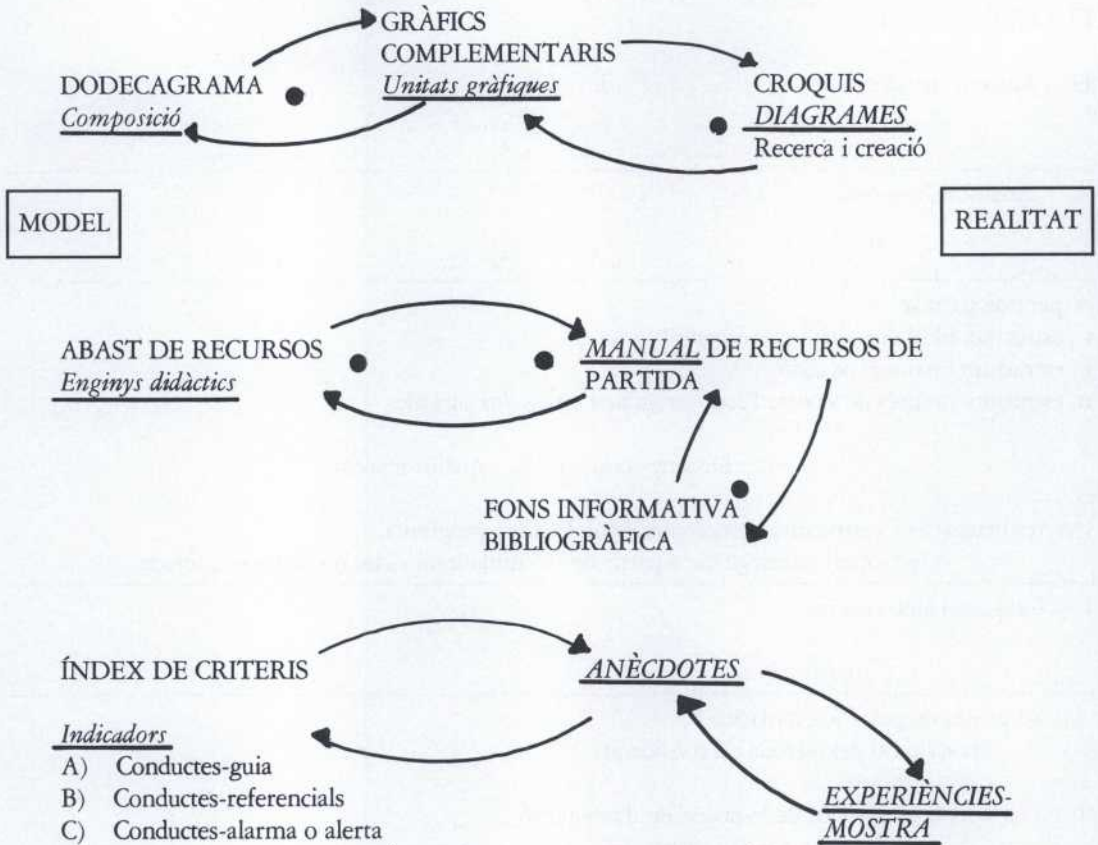 GRÀFICS
COMPLEMENTARIS
Unitats gràfiques
DODECAGRAMA
Composició
CROQUIS
DIAGRAMES
Recerca i creació
MODEL
REALITAT
ABAST DE RECURSOS
Enginys didàctics
MANUAL DE RECURSOS DE
PARTIDA
FONS INFORMATIVA
BIBLIOGRÀFICA
ÍNDEX DE CRITERIS
ANÈCDOTES
Indicadors
A) Conductes-guia
B) Conductes-referencials
C) Conductes-alarma o alerta
EXPERIÈNCIES-
MOSTRA